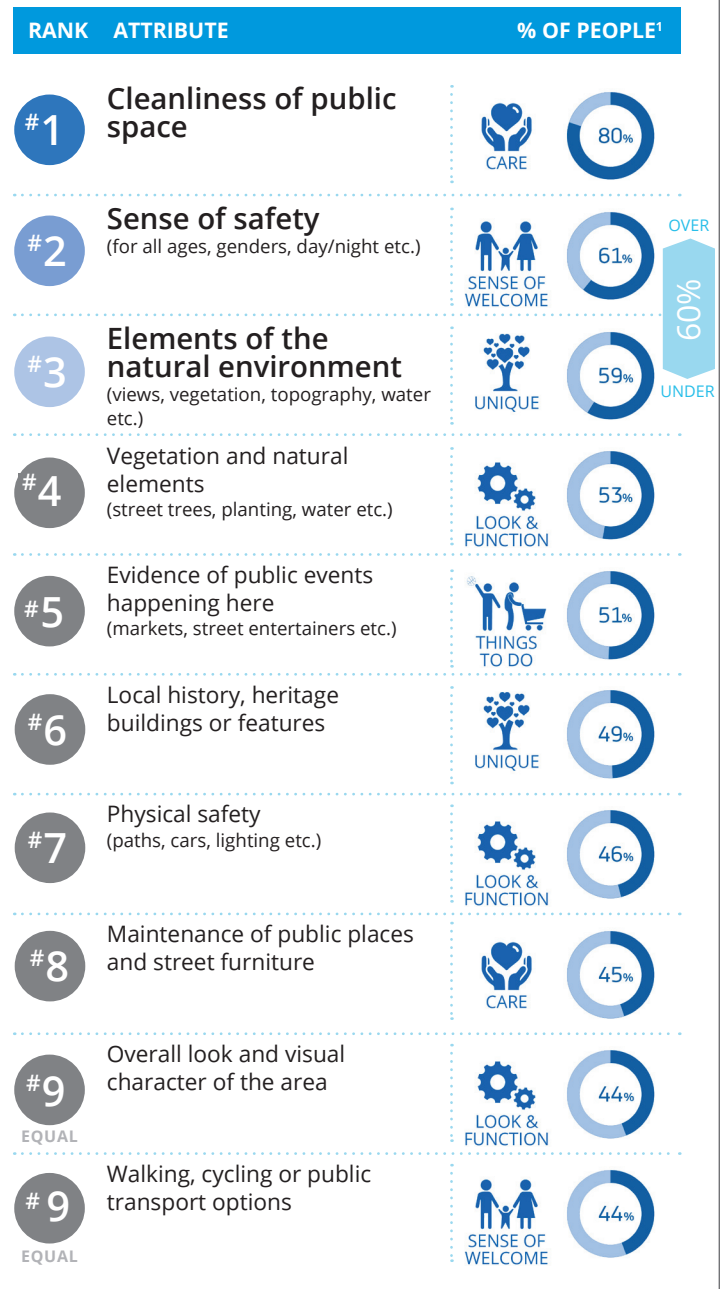 RANK ATTRIBUTE % OF PEOPLE¹
#1
Cleanliness of public
space
CARE
80%
#2
Sense of safety
(for all ages, genders, day/night etc.)
SENSE OF
WELCOME
61%
OVER
60%
UNDER
#3
Elements of the
natural environment
(views, vegetation, topography, water
etc.)
UNIQUE
59%
#4
Vegetation and natural
elements
(street trees, planting, water etc.)
LOOK &
FUNCTION
53%
#5
Evidence of public events
happening here
(markets, street entertainers etc.)
THINGS
TO DO
51%
#6
Local history, heritage
buildings or features
UNIQUE
49%
#7
Physical safety
(paths, cars, lighting etc.)
LOOK &
FUNCTION
46%
#8
Maintenance of public places
and street furniture
CARE
45%
#9
EQUAL
Overall look and visual
character of the area
LOOK &
FUNCTION
44%
#9
EQUAL
Walking, cycling or public
transport options
SENSE OF
WELCOME
44%